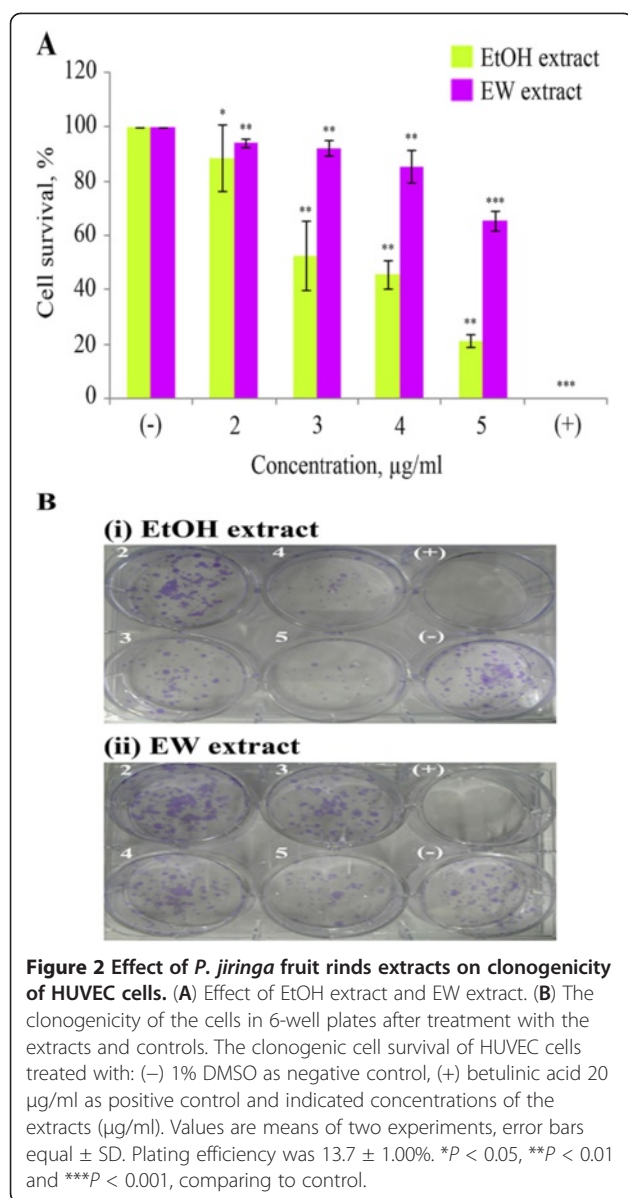 A
EtOH extract
EW extract
120
100
80
60
40
20
0
Cell survival, %
*
**
**
**
**
**
**
***
***
(-)
2
3
4
5
(+)
Concentration, µg/ml
B
(i) EtOH extract
2
4
(+)
3
5
(-)
(ii) EW extract
2
3
(+)
4
5
(-)
Figure 2 Effect of P. jiringa fruit rinds extracts on clonogenicity
of HUVEC cells. (A) Effect of EtOH extract and EW extract. (B) The
clonogenicity of the cells in 6-well plates after treatment with the
extracts and controls. The clonogenic cell survival of HUVEC cells
treated with: (−) 1% DMSO as negative control, (+) betulinic acid 20
µg/ml as positive control and indicated concentrations of the
extracts (µg/ml). Values are means of two experiments, error bars
equal ± SD. Plating efficiency was 13.7 ± 1.00%. *P < 0.05, **P < 0.01
and ***P < 0.001, comparing to control.